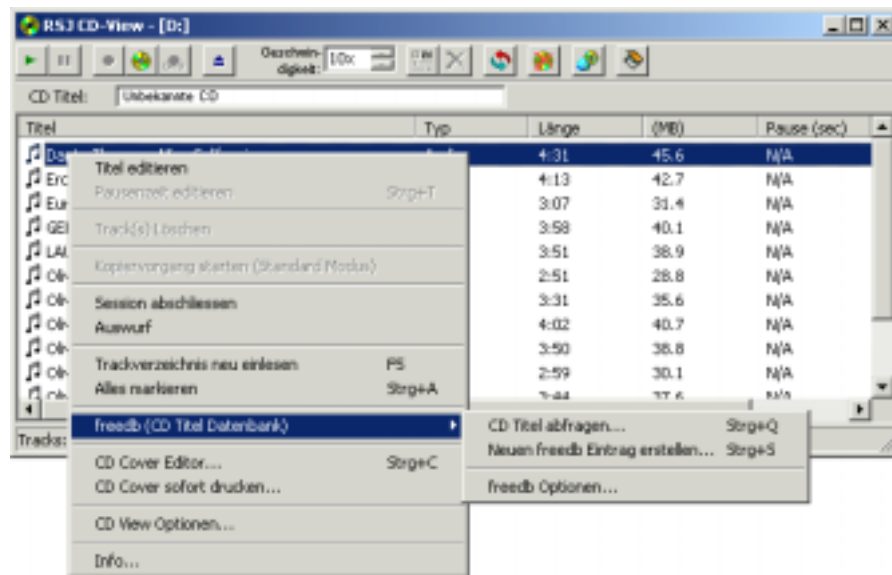 RSJ CD-View - [D:]
Geschwin-
digkeit: 10x
CD Titel: Unbekannte CD
Titel Typ Länge (MB) Pause (sec)
4:31 45.6 N/A
4:13 42.7 N/A
3:07 31.4 N/A
3:58 40.1 N/A
3:51 38.9 N/A
2:51 28.8 N/A
3:31 35.6 N/A
4:02 40.7 N/A
3:50 38.8 N/A
2:59 30.1 N/A
3:44 37.6 N/A
Tracks:
Titel editieren
Pausenzeit editieren Strg+T
Track(s) Löschen
Kopiervorgang starten (Standard Modus)
Session abschliessen
Auswurf
Trackverzeichnis neu einlesen F5
Alles markieren Strg+A
freedb (CD Titel Datenbank)
CD Cover Editor... Strg+C
CD Cover sofort drucken...
CD View Optionen...
Info...
CD Titel abfragen... Strg+Q
Neuen freedb Eintrag erstellen... Strg+S
freedb Optionen...